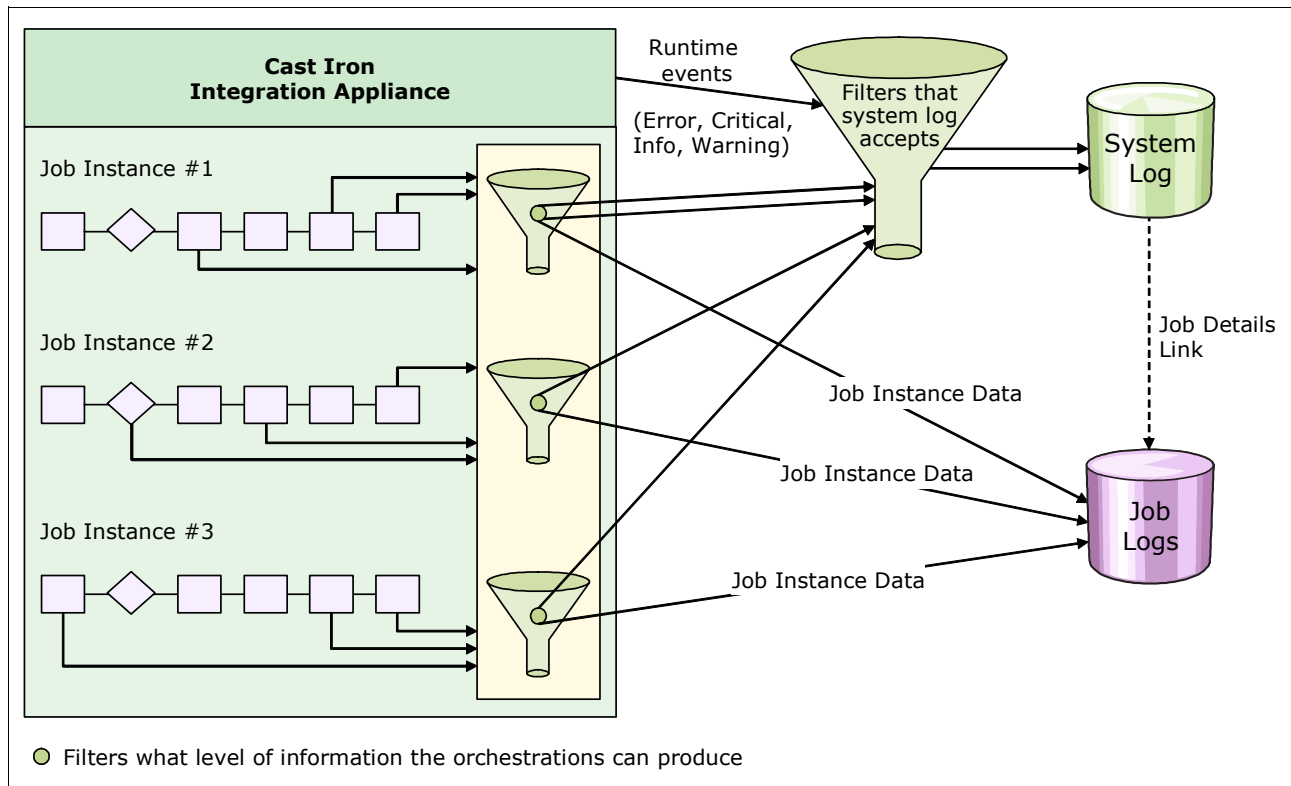 Cast Iron
Integration Appliance
Runtime
events
(Error, Critical,
Info, Warning)
Filters that
system log
accepts
System
Log
Job Instance #1
Job Instance #2
Job Details
Link
Job Instance Data
Job Instance Data
Job Instance #3
Job
Logs
Job Instance Data
Filters what level of information the orchestrations can produce